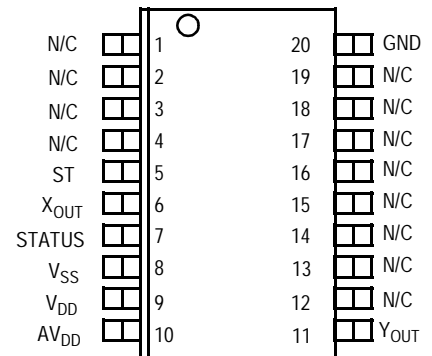 N/C 1 20 GND
N/C 2 19 N/C
N/C 3 18 N/C
N/C 4 17 N/C
ST 5 16 N/C
XOUT 6 15 N/C
STATUS 7 14 N/C
VSS 8 13 N/C
VDD 9 12 N/C
AVDD 10 11 YOUT